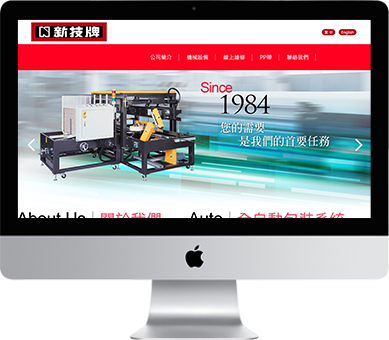 新技牌
繁中 English
公司簡介 機械設備 線上維修 PP帶 聯絡我們
Since
1984
您的需要
是我們的首要任務
About Us 關於我們 Auto 全自動包裝系統